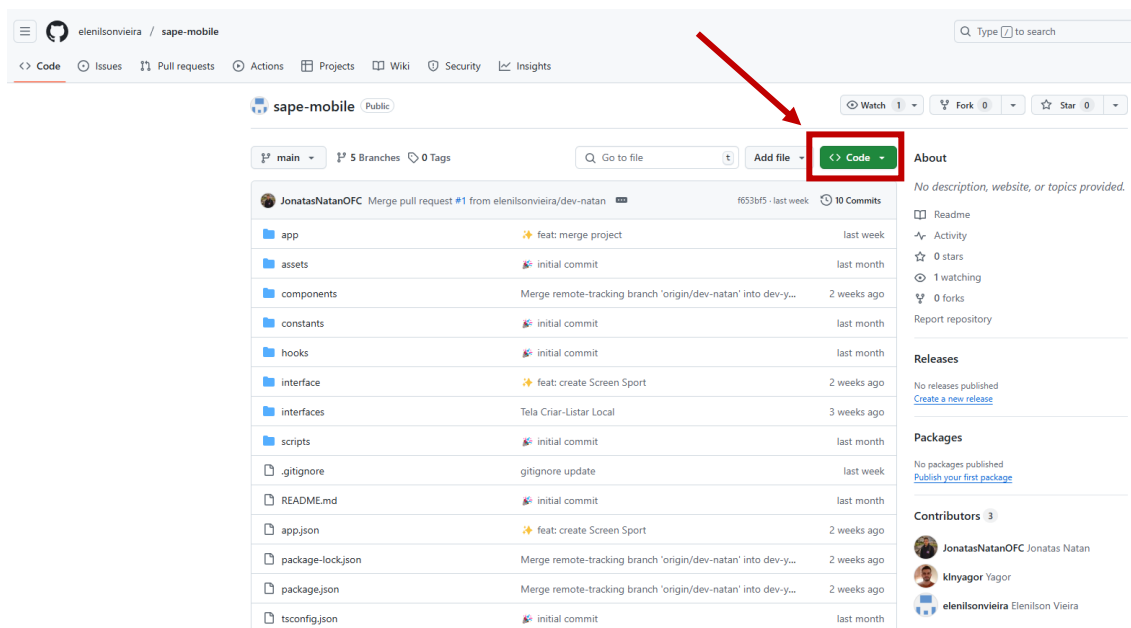 elenilsonvieira / sape-mobile
Type / to search
<> Code Issues Pull requests Actions Projects Wiki Security Insights
sape-mobile Public
Watch 1 Fork 0 Star 0
main 5 Branches 0 Tags
Go to file t
Add file
<> Code
JonatasNatanOFC Merge pull request #1 from elenilsonvieira/dev-natan f653bf5 · last week 10 Commits
app feat: merge project last week
assets initial commit last month
components Merge remote-tracking branch 'origin/dev-natan' into dev-y... 2 weeks ago
constants initial commit last month
hooks initial commit last month
interface feat: create Screen Sport 2 weeks ago
interfaces Tela Criar-Listar Local 3 weeks ago
scripts initial commit last month
.gitignore gitignore update last week
README.md initial commit last month
app.json feat: create Screen Sport 2 weeks ago
package-lock.json Merge remote-tracking branch 'origin/dev-natan' into dev-y... 2 weeks ago
package.json Merge remote-tracking branch 'origin/dev-natan' into dev-y... 2 weeks ago
tsconfig.json initial commit last month
About
No description, website, or topics provided.
Readme
Activity
0 stars
1 watching
0 forks
Report repository
Releases
No releases published
Create a new release
Packages
No packages published
Publish your first package
Contributors 3
JonatasNatanOFC Jonatas Natan
klnyagor Yagor
elenilsonvieira Elenilson Vieira